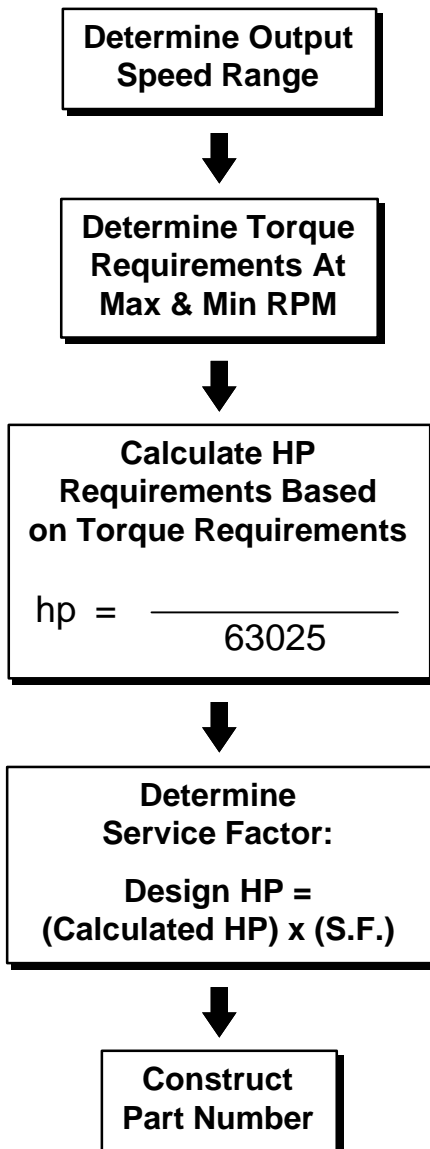 Determine Output
Speed Range
Determine Torque
Requirements At
Max & Min RPM
Calculate HP
Requirements Based
on Torque Requirements
hp =
63025
Determine
Service Factor:
Design HP =
(Calculated HP) x (S.F.)
Construct
Part Number